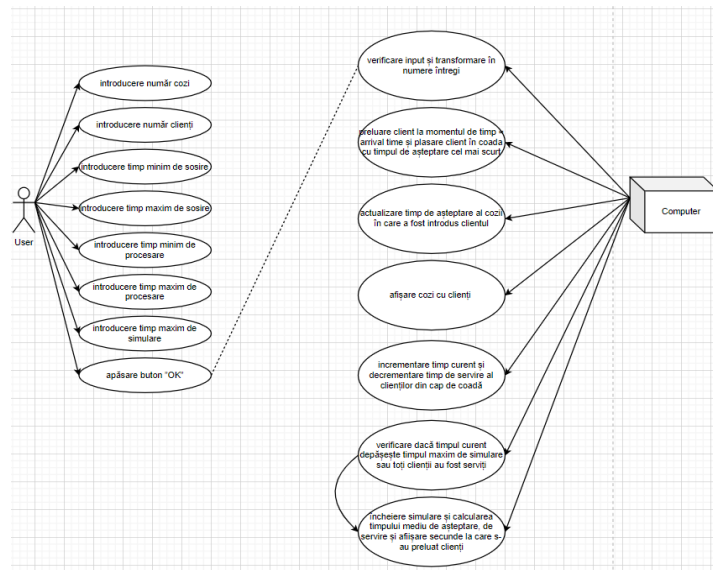 introducere număr cozi
introducere număr clienți
introducere timp minim de sosire
introducere timp maxim de sosire
introducere timp minim de
procesare
introducere timp maxim de
procesare
introducere timp maxim de
simulare
apăsare buton "OK"
User
verificare input și transformare în
numere întregi
preluare client la momentul de timp =
arrival time și plasare client în coada
cu timpul de așteptare cel mai scurt
actualizare timp de așteptare al cozii
în care a fost introdus clientul
afișare cozi cu clienți
incrementare timp curent și
decrementare timp de servire al
clienților din cap de coadă
verificare dacă timpul curent
depășește timpul maxim de simulare
sau toți clienții au fost serviți
încheiere simulare și calcularea
timpului mediu de așteptare, de
servire și afiișare secunde la care s-
au preluat clienți
Computer